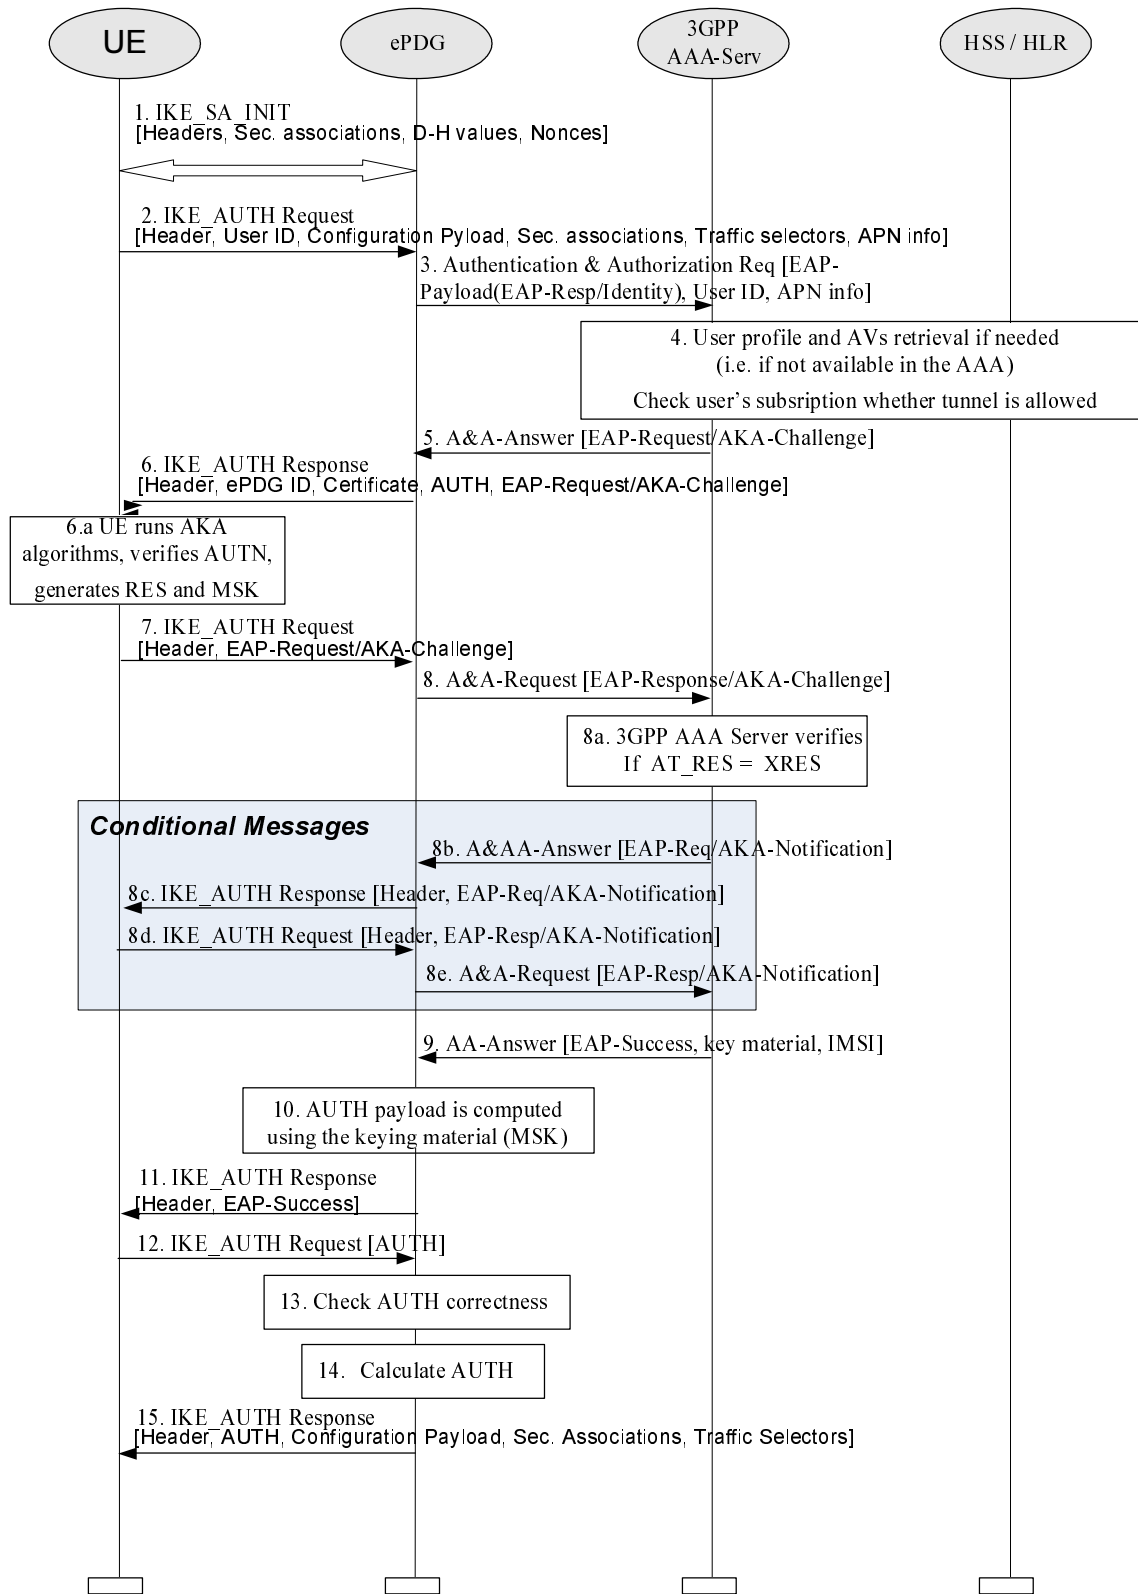 UE
ePDG
3GPP
AAA-Serv
HSS / HLR
1. IKE_SA_INIT
[Headers, Sec. associations, D-H values, Nonces]
2. IKE_AUTH Request
[Header, User ID, Configuration Pyload, Sec. associations, Traffic selectors, APN info]
3. Authentication & Authorization Req [EAP-
Payload(EAP-Resp/Identity), User ID, APN info]
4. User profile and AVs retrieval if needed
(i.e. if not available in the AAA)
Check user's subsription whether tunnel is allowed
5. A&A-Answer [EAP-Request/AKA-Challenge]
6. IKE_AUTH Response
[Header, ePDG ID, Certificate, AUTH, EAP-Request/AKA-Challenge]
6.a UE runs AKA
algorithms, verifies AUTN,
generates RES and MSK
7. IKE_AUTH Request
[Header, EAP-Request/AKA-Challenge]
8. A&A-Request [EAP-Response/AKA-Challenge]
8a. 3GPP AAA Server verifies
If AT_RES = XRES
Conditional Messages
8b. A&AA-Answer [EAP-Req/AKA-Notification]
8c. IKE_AUTH Response [Header, EAP-Req/AKA-Notification]
8d. IKE_AUTH Request [Header, EAP-Resp/AKA-Notification]
8e. A&A-Request [EAP-Resp/AKA-Notification]
9. AA-Answer [EAP-Success, key material, IMSI]
10. AUTH payload is computed
using the keying material (MSK)
11. IKE_AUTH Response
[Header, EAP-Success]
12. IKE_AUTH Request [AUTH]
13. Check AUTH correctness
14. Calculate AUTH
15. IKE_AUTH Response
[Header, AUTH, Configuration Payload, Sec. Associations, Traffic Selectors]